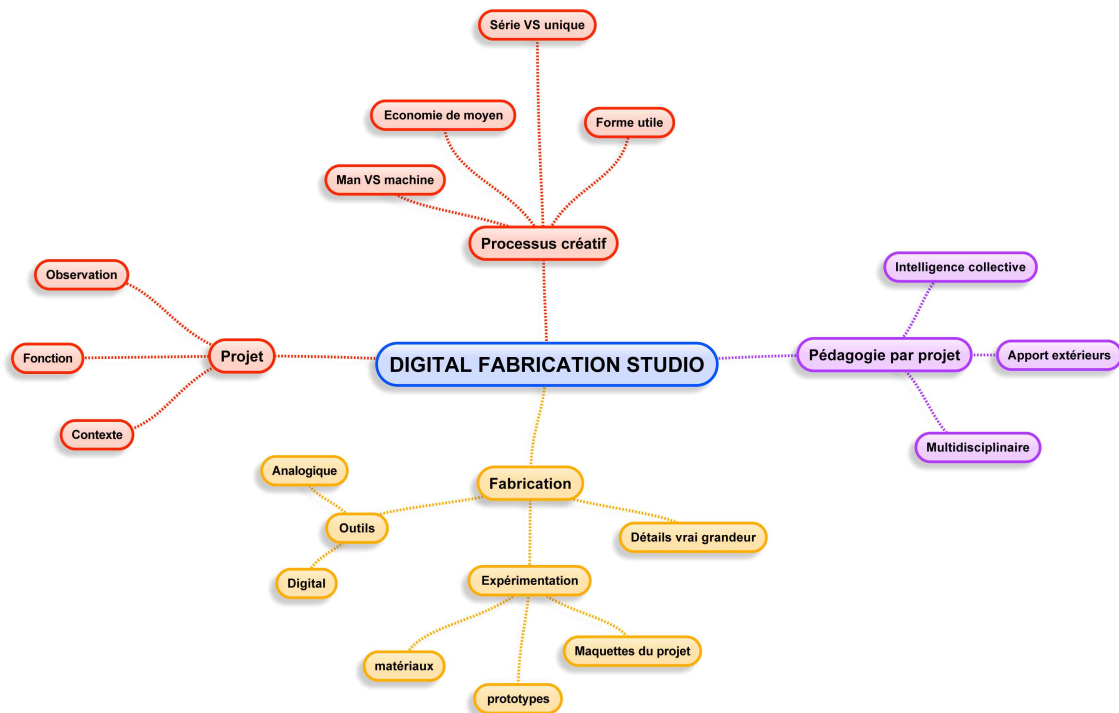 Série VS unique
Economie de moyen
Forme utile
Man VS machine
Processus créatif
Observation
Fonction
Contexte
Projet
DIGITAL FABRICATION STUDIO
Intelligence collective
Pédagogie par projet
Apport extérieurs
Multidisciplinaire
Fabrication
Analogique
Outils
Digital
Détails vrai grandeur
Expérimentation
matériaux
prototypes
Maquettes du projet